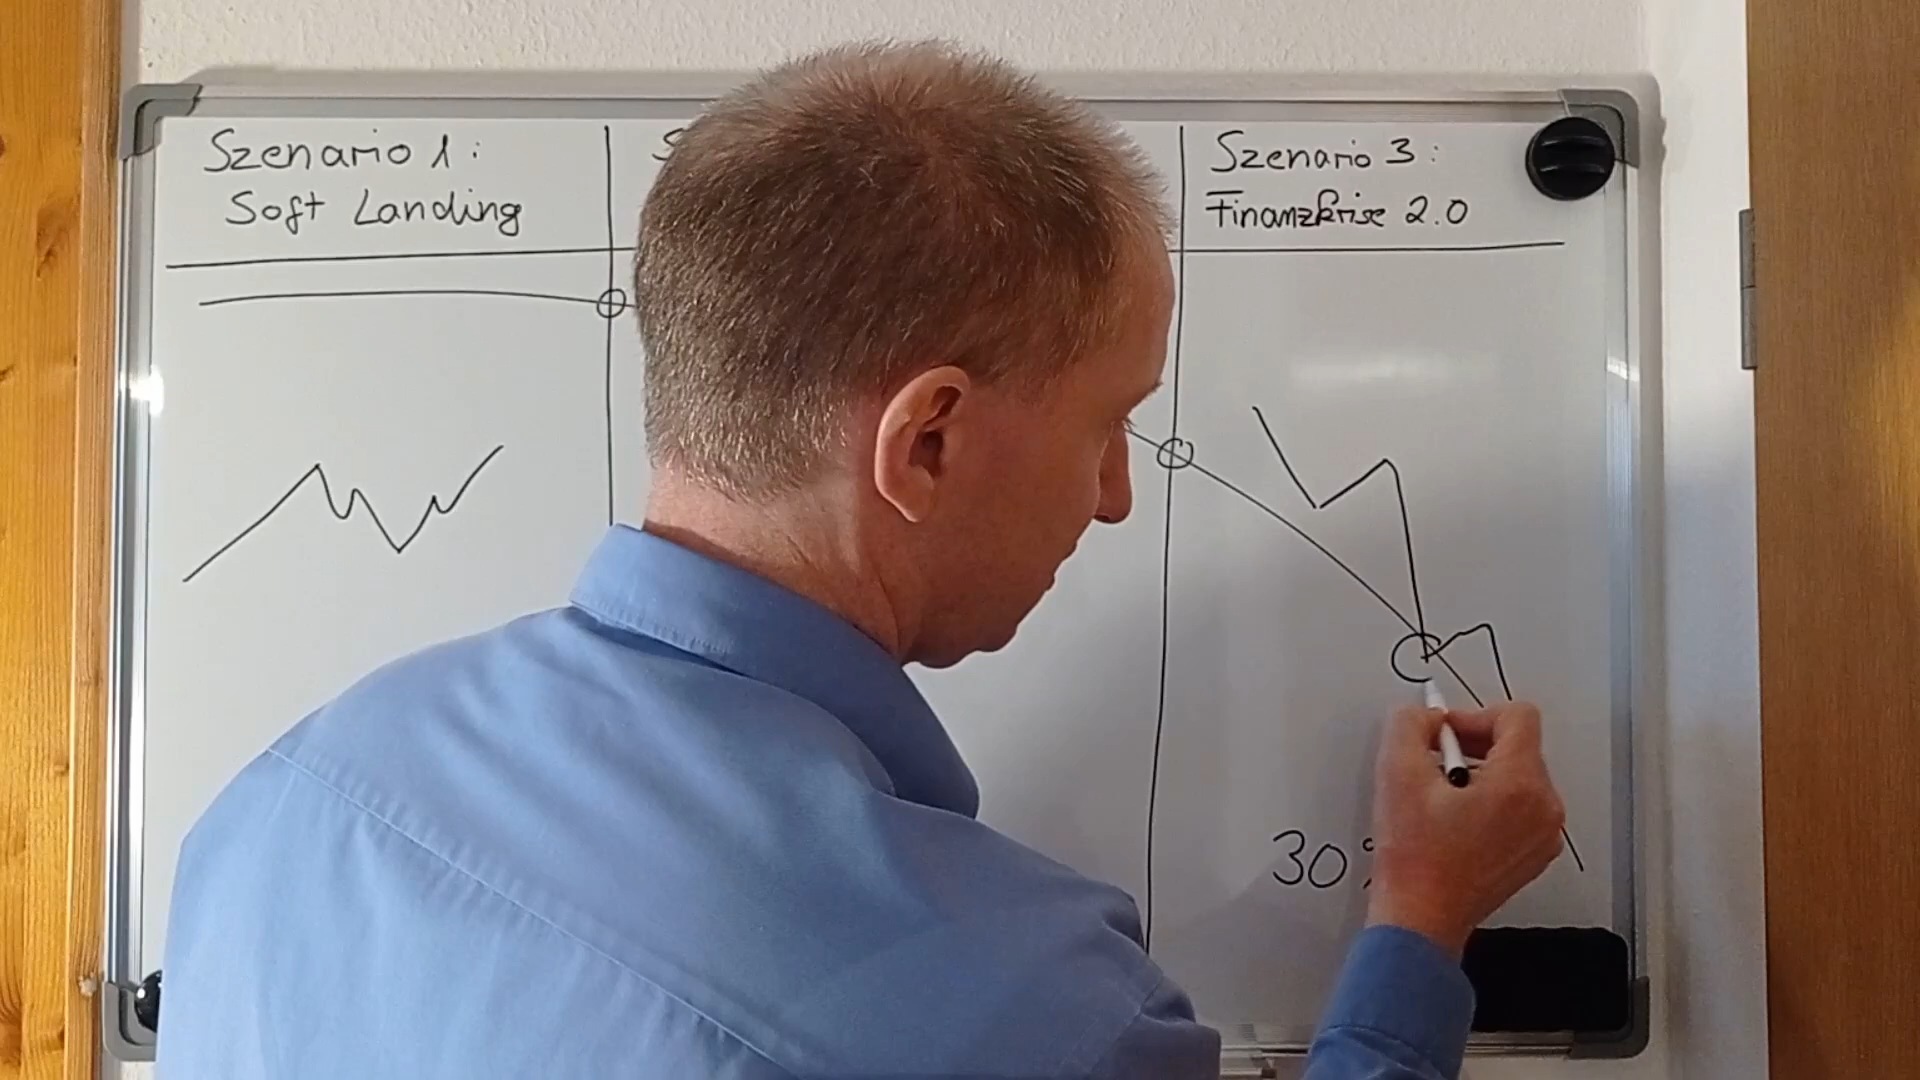 Szenario 1:
Soft Landing
Szenario 3:
Finanzkrise 2.0
30%